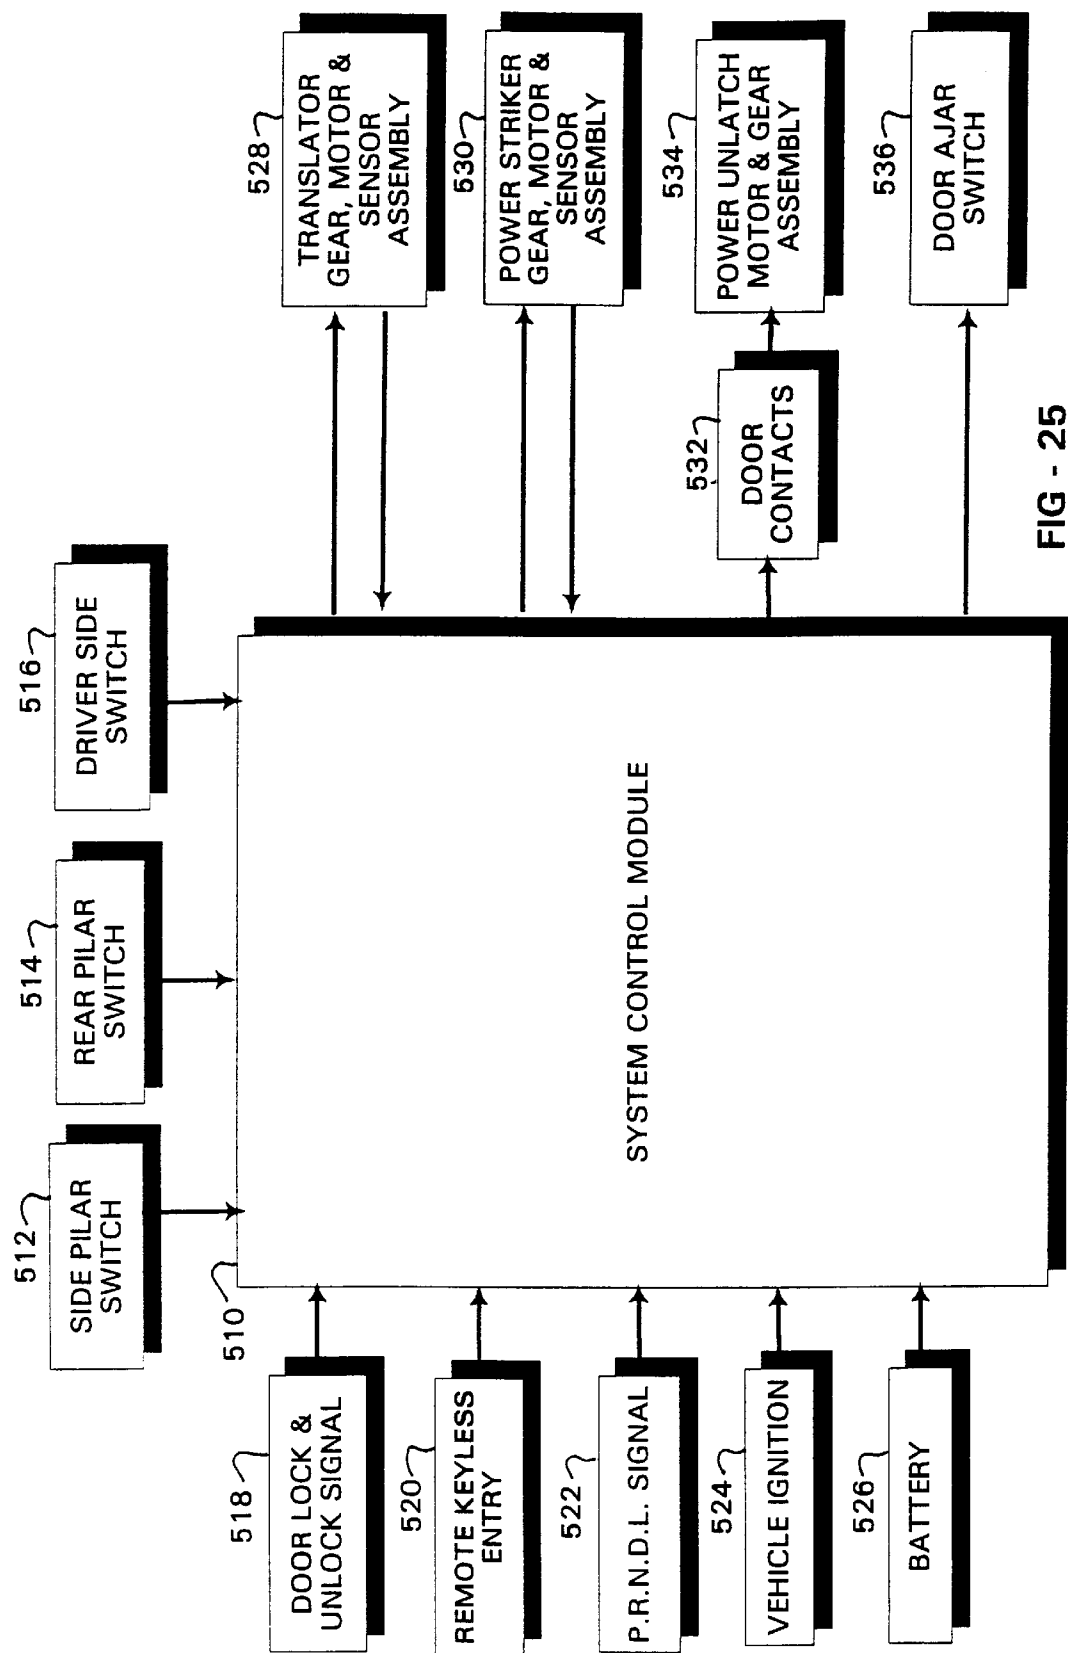 512
SIDE PILAR
SWITCH
514
REAR PILAR
SWITCH
516
DRIVER SIDE
SWITCH
510
SYSTEM CONTROL MODULE
518
DOOR LOCK &
UNLOCK SIGNAL
520
REMOTE KEYLESS
ENTRY
522
P.R.N.D.L. SIGNAL
524
VEHICLE IGNITION
526
BATTERY
528
TRANSLATOR
GEAR, MOTOR &
SENSOR
ASSEMBLY
530
POWER STRIKER
GEAR, MOTOR &
SENSOR
ASSEMBLY
532
DOOR
CONTACTS
534
POWER UNLATCH
MOTOR & GEAR
ASSEMBLY
536
DOOR AJAR
SWITCH
FIG - 25